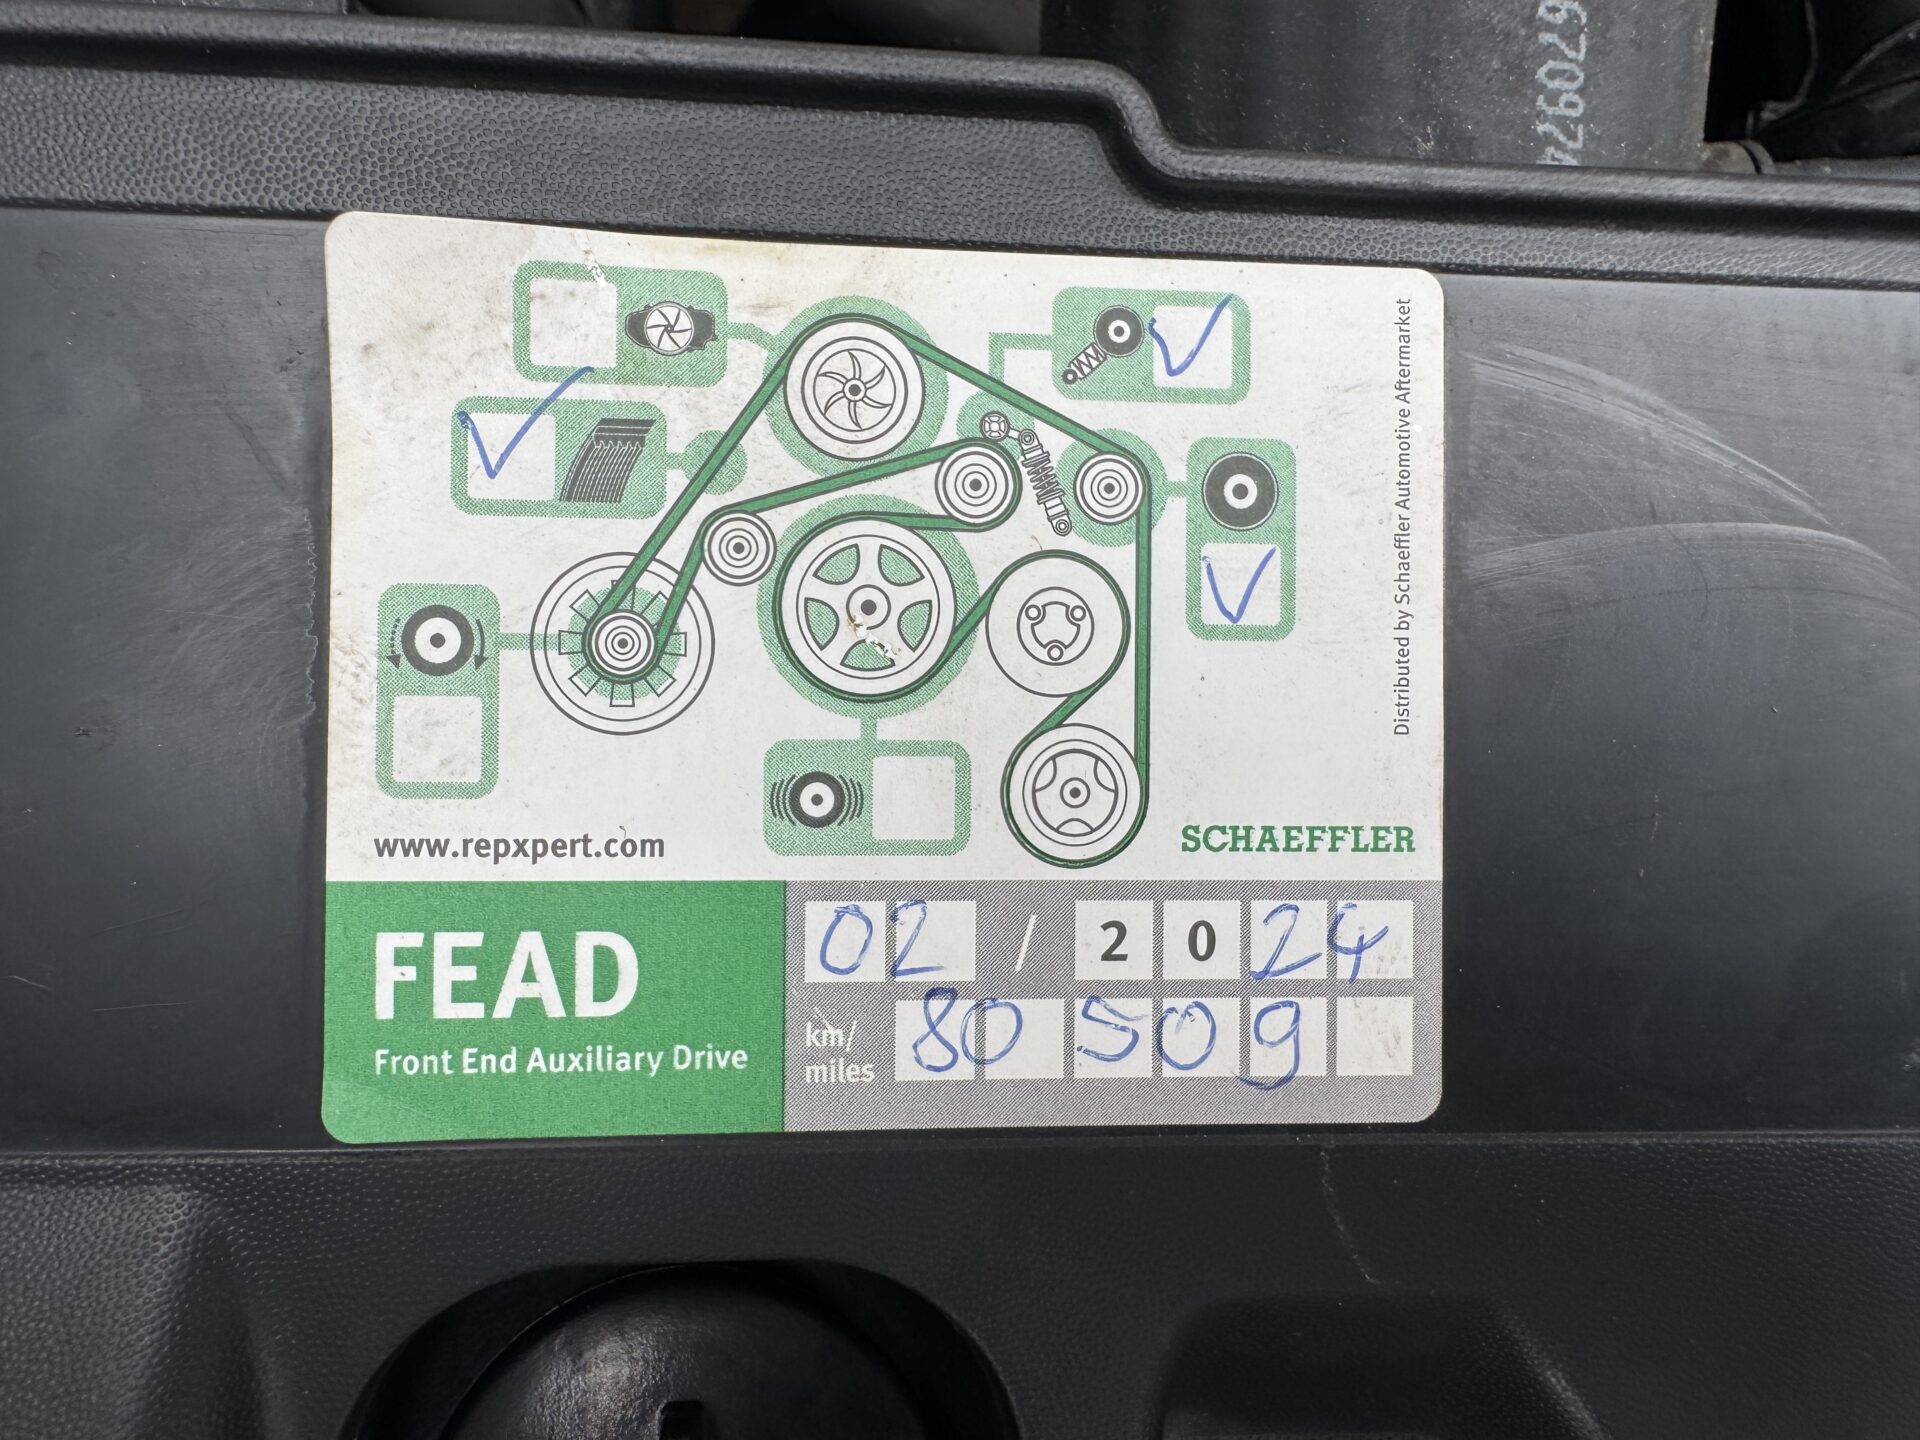 670974
Distributed by Schaeffler Automotive Aftermarket
www.repxpert.com
SCHAEFFLER
FEAD
Front End Auxiliary Drive
02 / 2024
km/
miles
80509